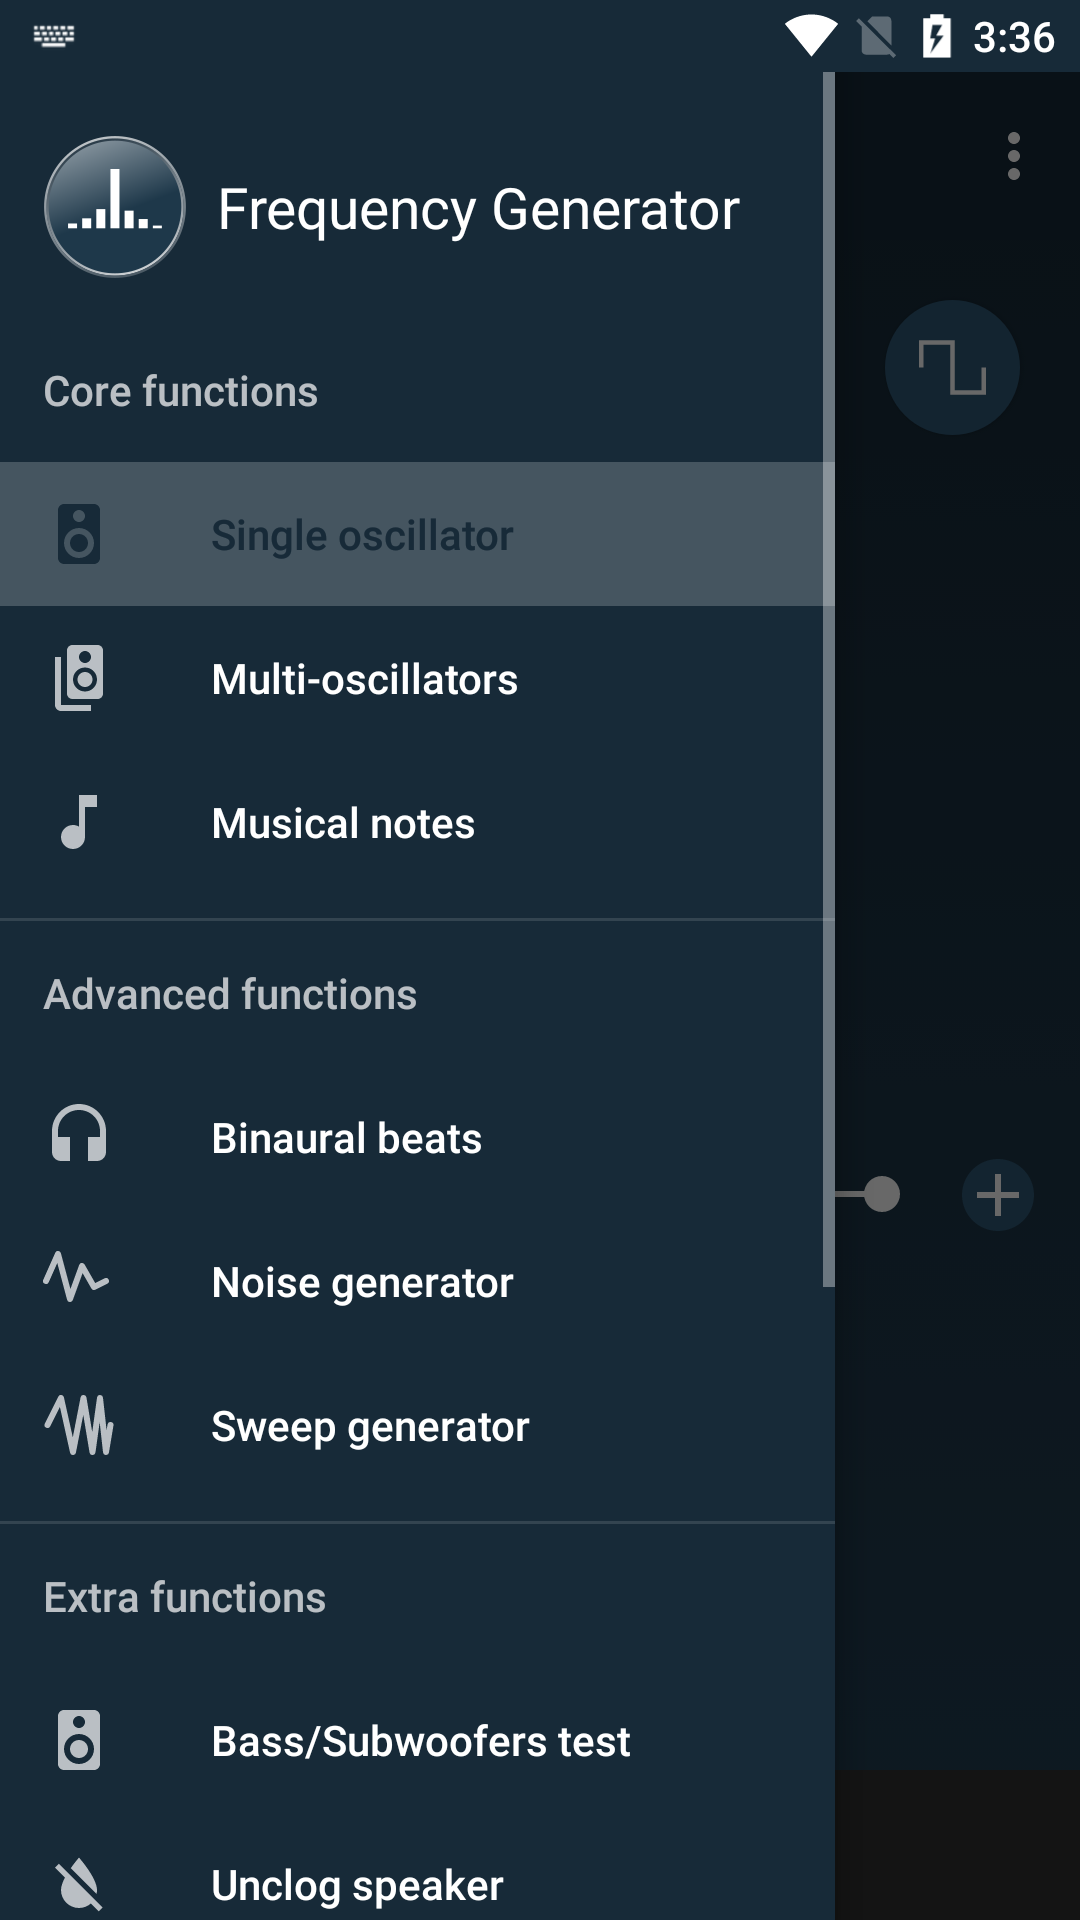 3:36
Frequency Generator
Core functions
Single oscillator
Multi-oscillators
Musical notes
Advanced functions
Binaural beats
Noise generator
Sweep generator
Extra functions
Bass/Subwoofers test
Unclog speaker